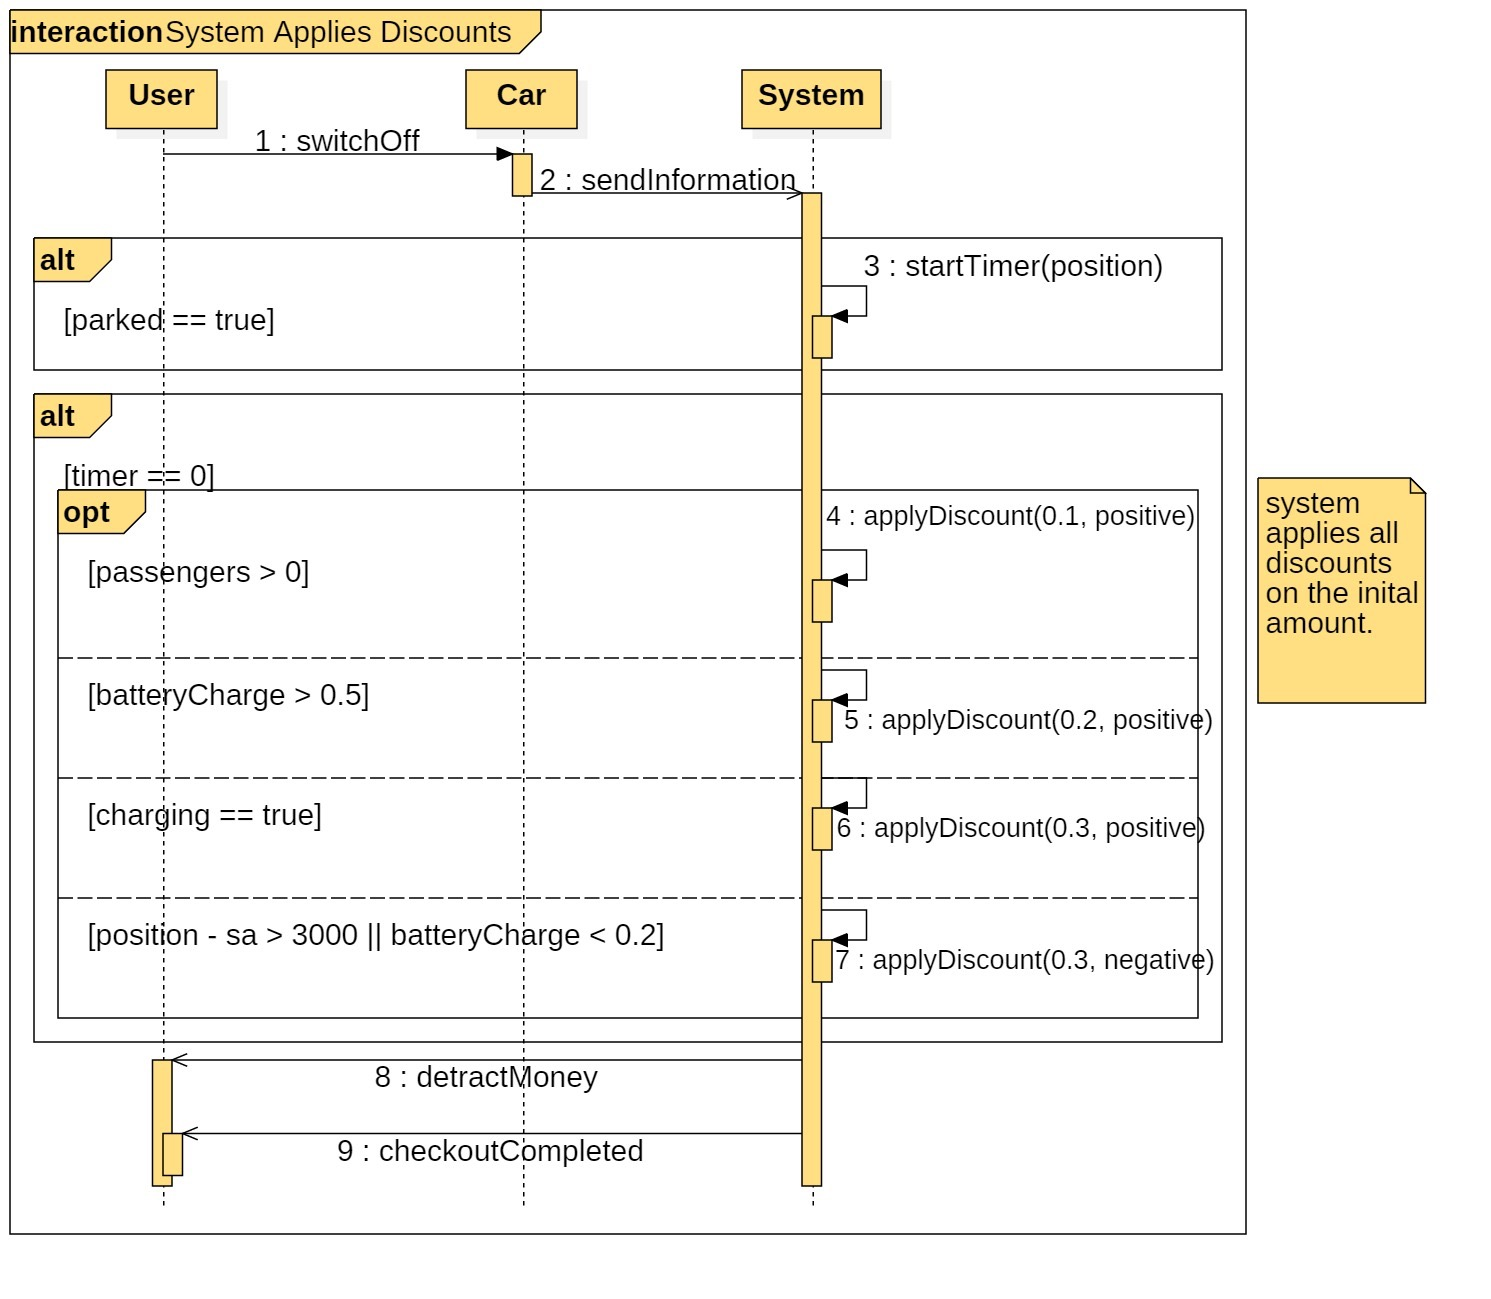 interaction System Applies Discounts
User
Car
System
1 : switchOff
2 : sendInformation
alt
3 : startTimer(position)
[parked == true]
alt
[timer == 0]
opt
4 : applyDiscount(0.1, positive)
[passengers > 0]
system
applies all
discounts
on the inital
amount.
[batteryCharge > 0.5]
5 : applyDiscount(0.2, positive)
[charging == true]
6 : applyDiscount(0.3, positive)
[position - sa > 3000 || batteryCharge < 0.2]
7 : applyDiscount(0.3, negative)
8 : detractMoney
9 : checkoutCompleted